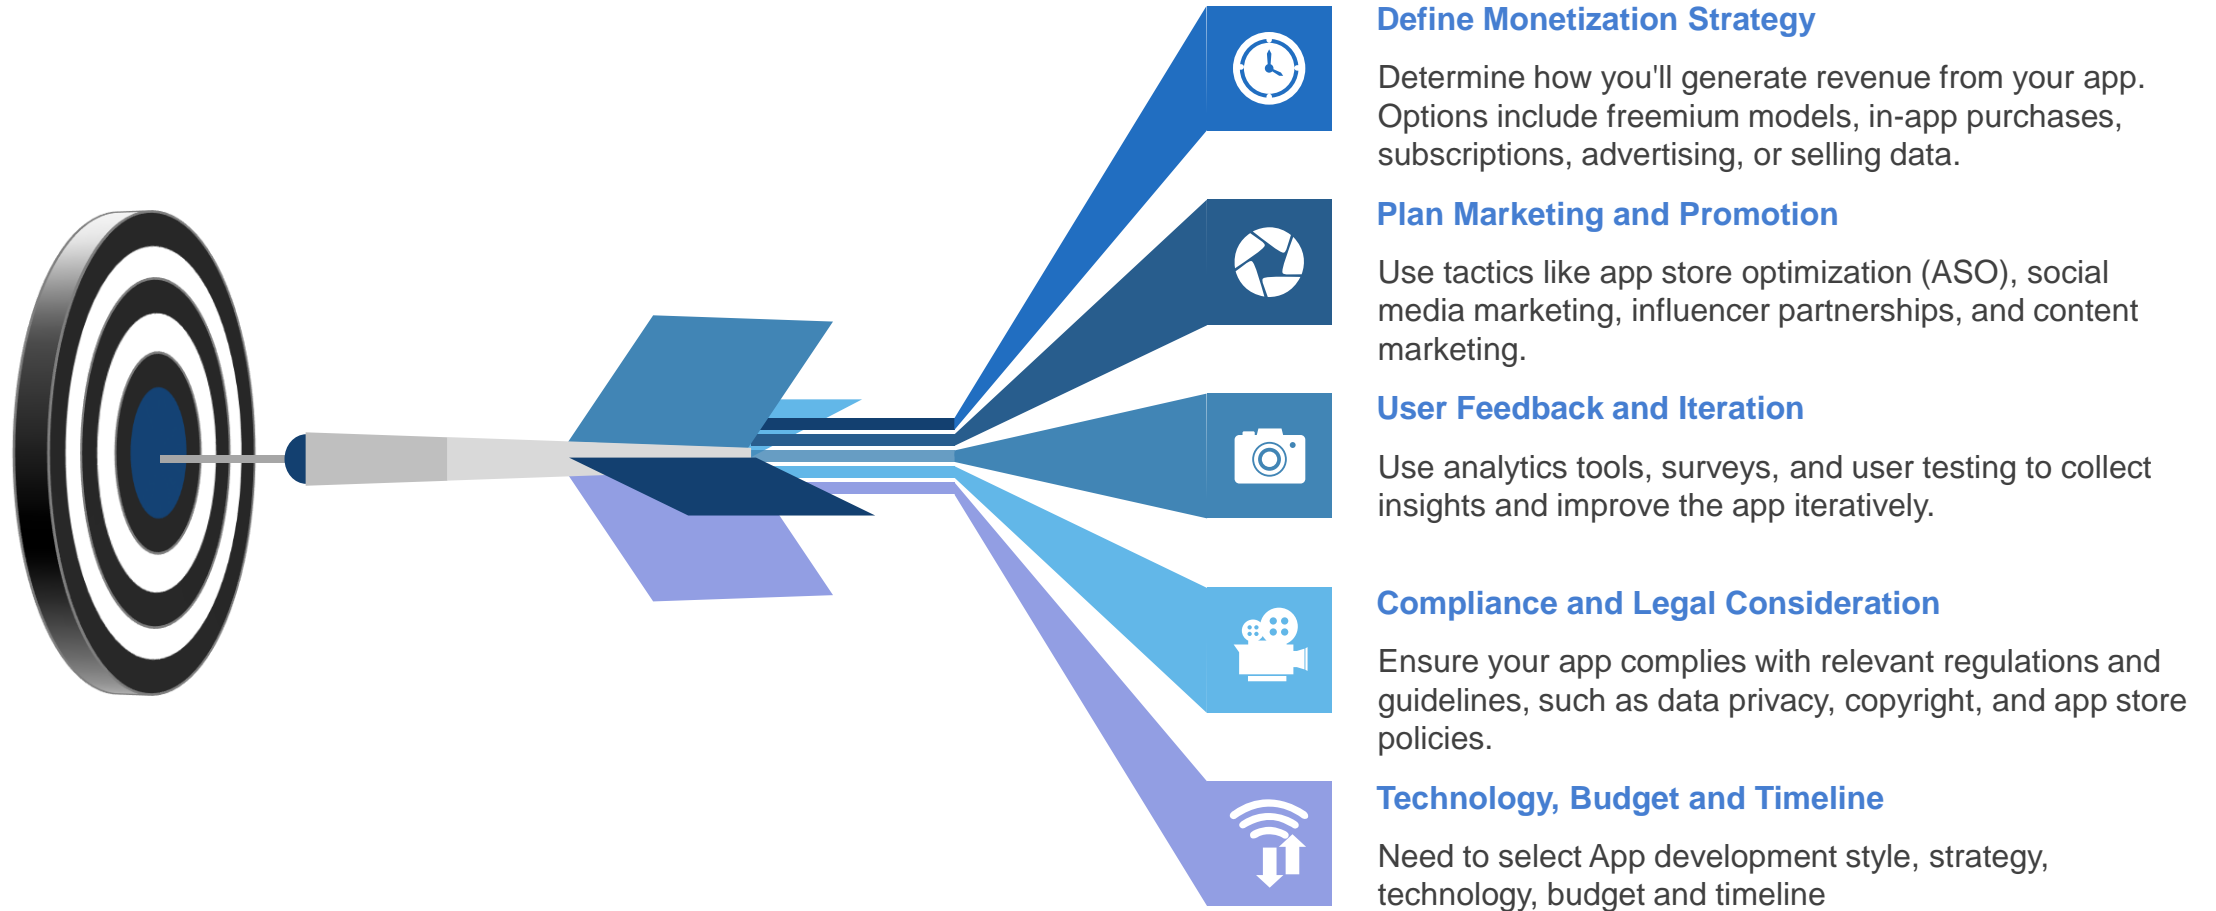 Define Monetization Strategy
Determine how you'll generate revenue from your app.
Options include freemium models, in-app purchases,
subscriptions, advertising, or selling data.
Plan Marketing and Promotion
Use tactics like app store optimization (ASO), social
media marketing, influencer partnerships, and content
marketing.
User Feedback and Iteration
Use analytics tools, surveys, and user testing to collect
insights and improve the app iteratively.
Compliance and Legal Consideration
Ensure your app complies with relevant regulations and
guidelines, such as data privacy, copyright, and app store
policies.
Technology, Budget and Timeline
Need to select App development style, strategy,
technology, budget and timeline